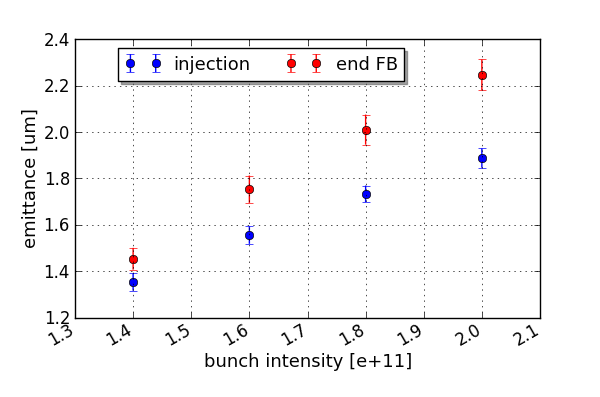 2.4
injection end FB
2.2
2.0
1.8
1.6
1.4
1.2
emittance [um]
1.3 1.4 1.5 1.6 1.7 1.8 1.9 2.0 2.1
bunch intensity [e+11]